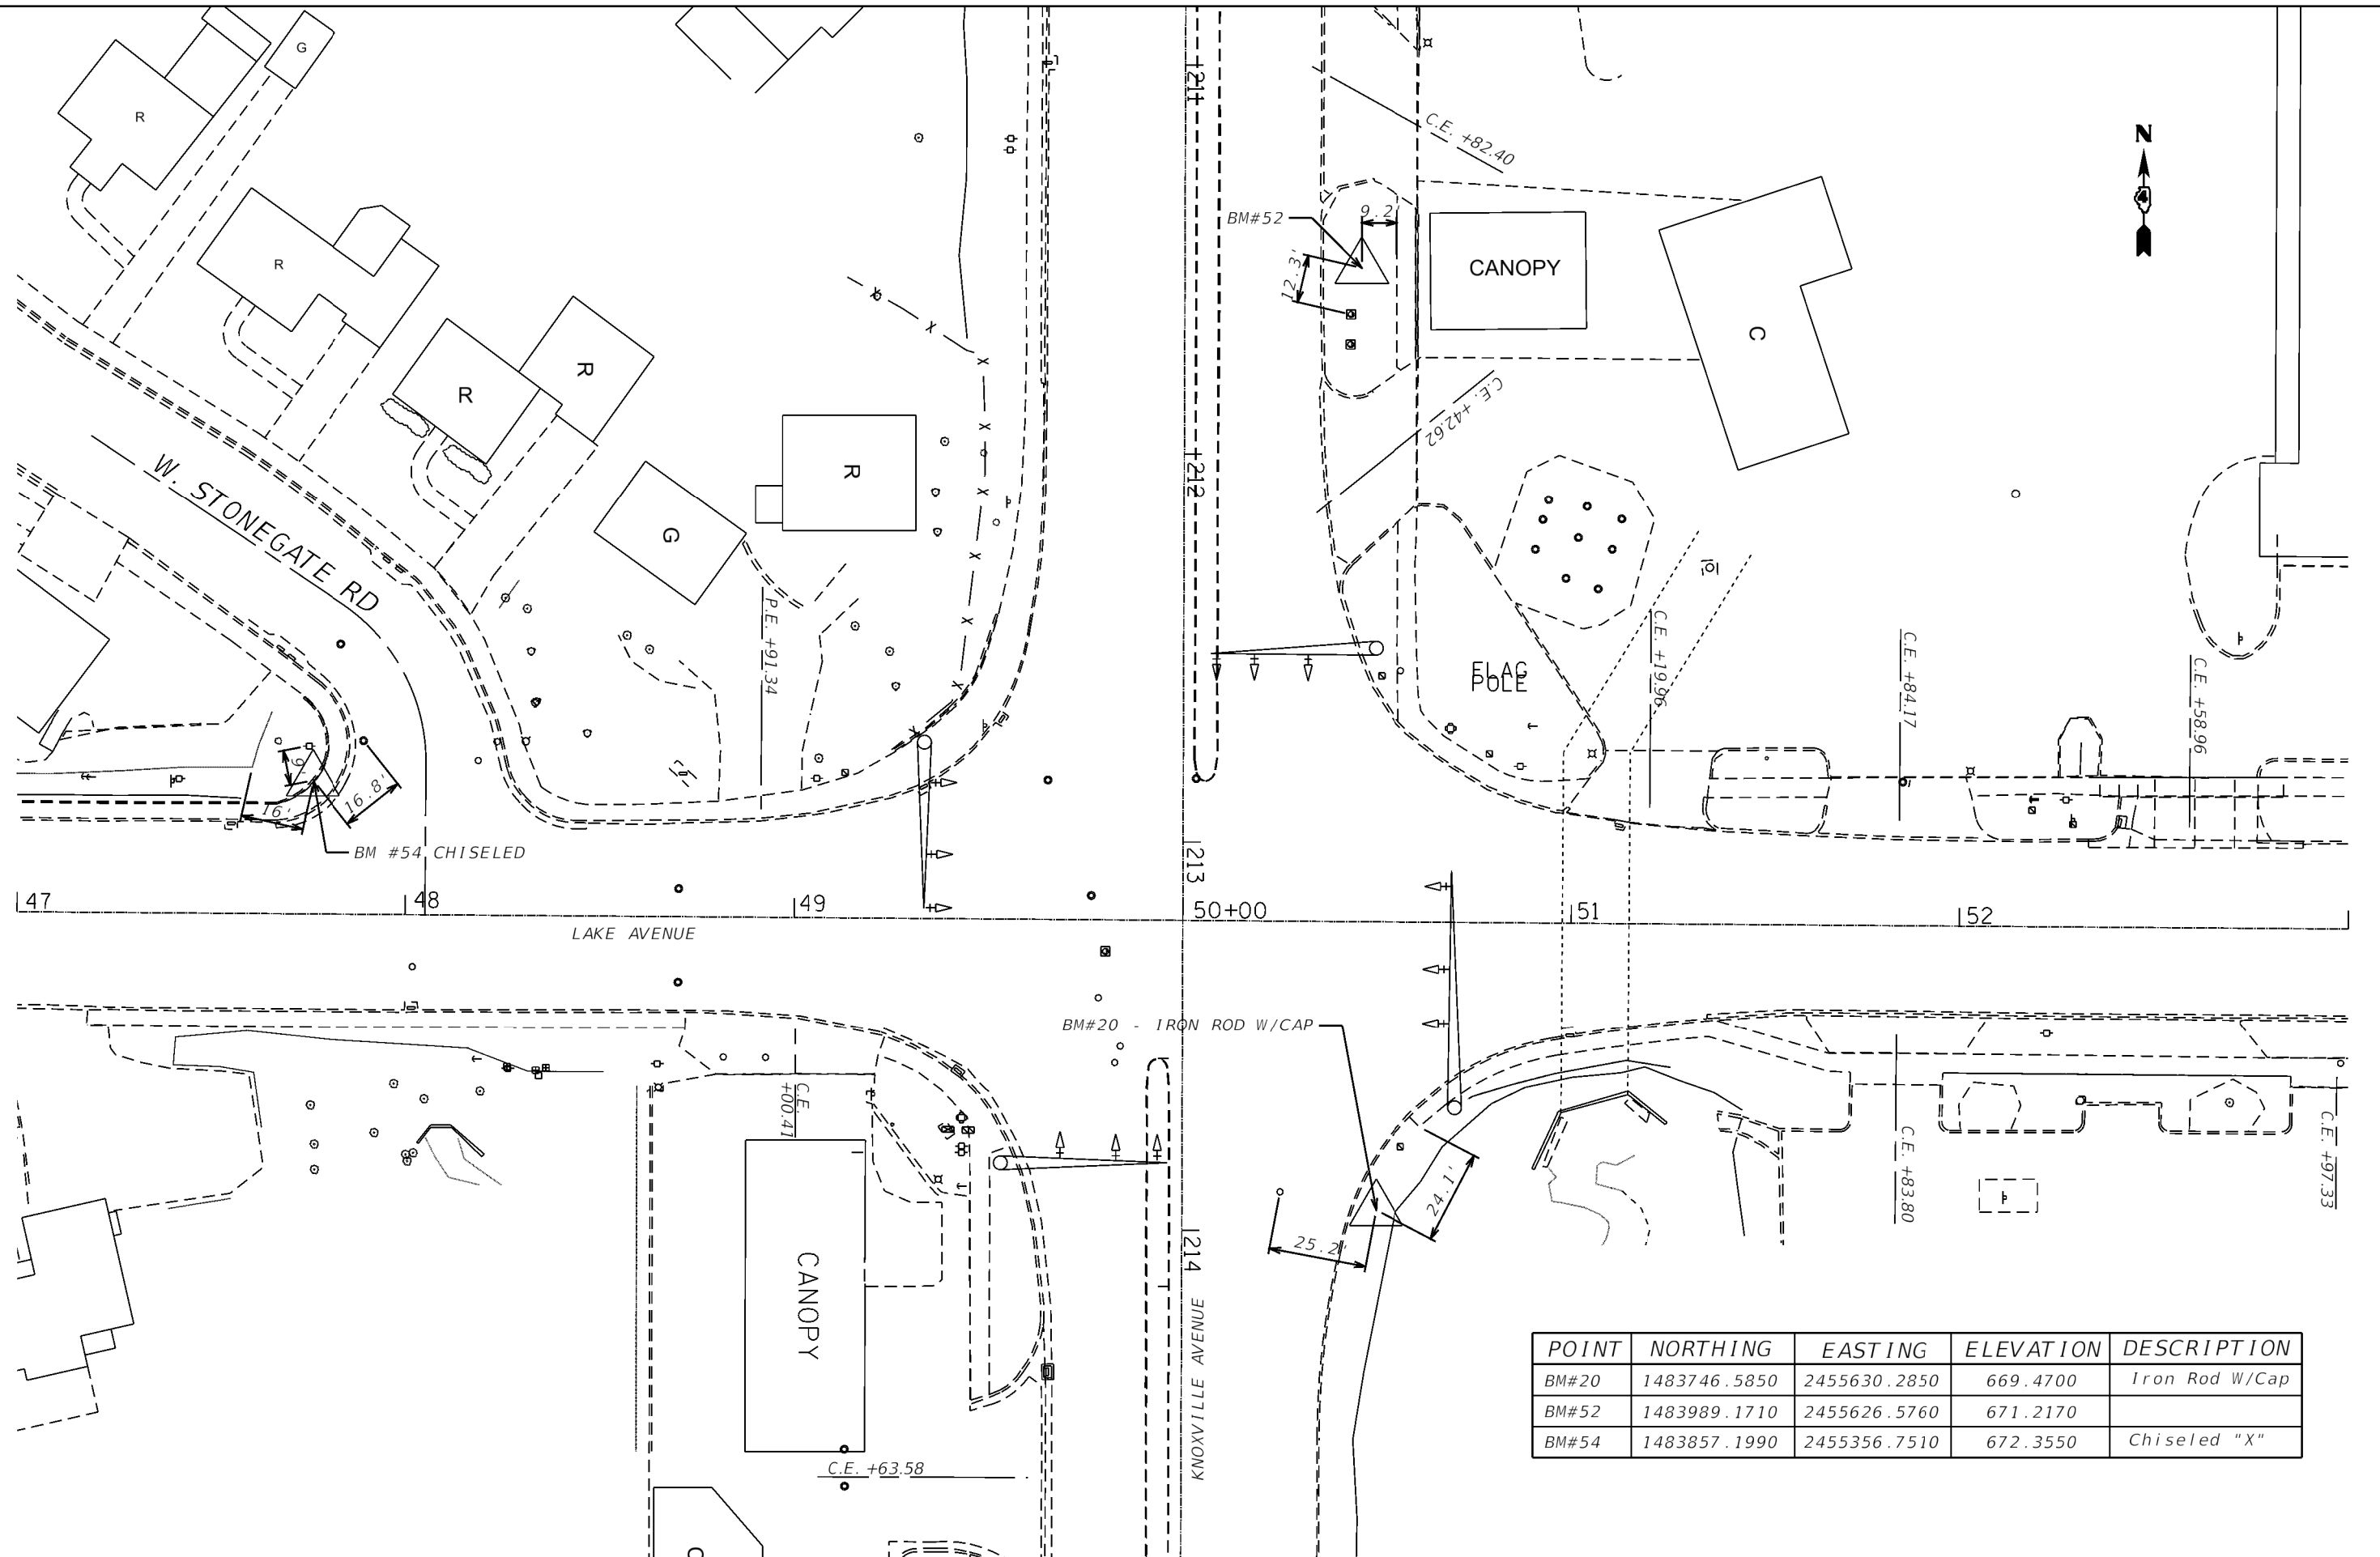 G
R
R
R
R
R
G
N
4
211
C.E. +82.40
BM#52
9.2'
12.3'
CANOPY
C
C.E. +42.62
212
W. STONEGATE RD
P.E. +91.34
FLAG
POLE
C.E. +19.96
C.E. +84.17
C.E. +58.96
9'
16.8'
16'
BM #54 CHISELED
213
47
48
49
50+00
51
52
LAKE AVENUE
BM#20 - IRON ROD W/CAP
C.E.
+00.41
CANOPY
24.1'
25.2'
C.E. +83.80
C.E. +97.33
214
KNOXVILLE AVENUE
C.E. +63.58
POINT NORTHING EASTING ELEVATION DESCRIPTION
BM#20 1483746.5850 2455630.2850 669.4700 Iron Rod W/Cap
BM#52 1483989.1710 2455626.5760 671.2170
BM#54 1483857.1990 2455356.7510 672.3550 Chiseled "X"